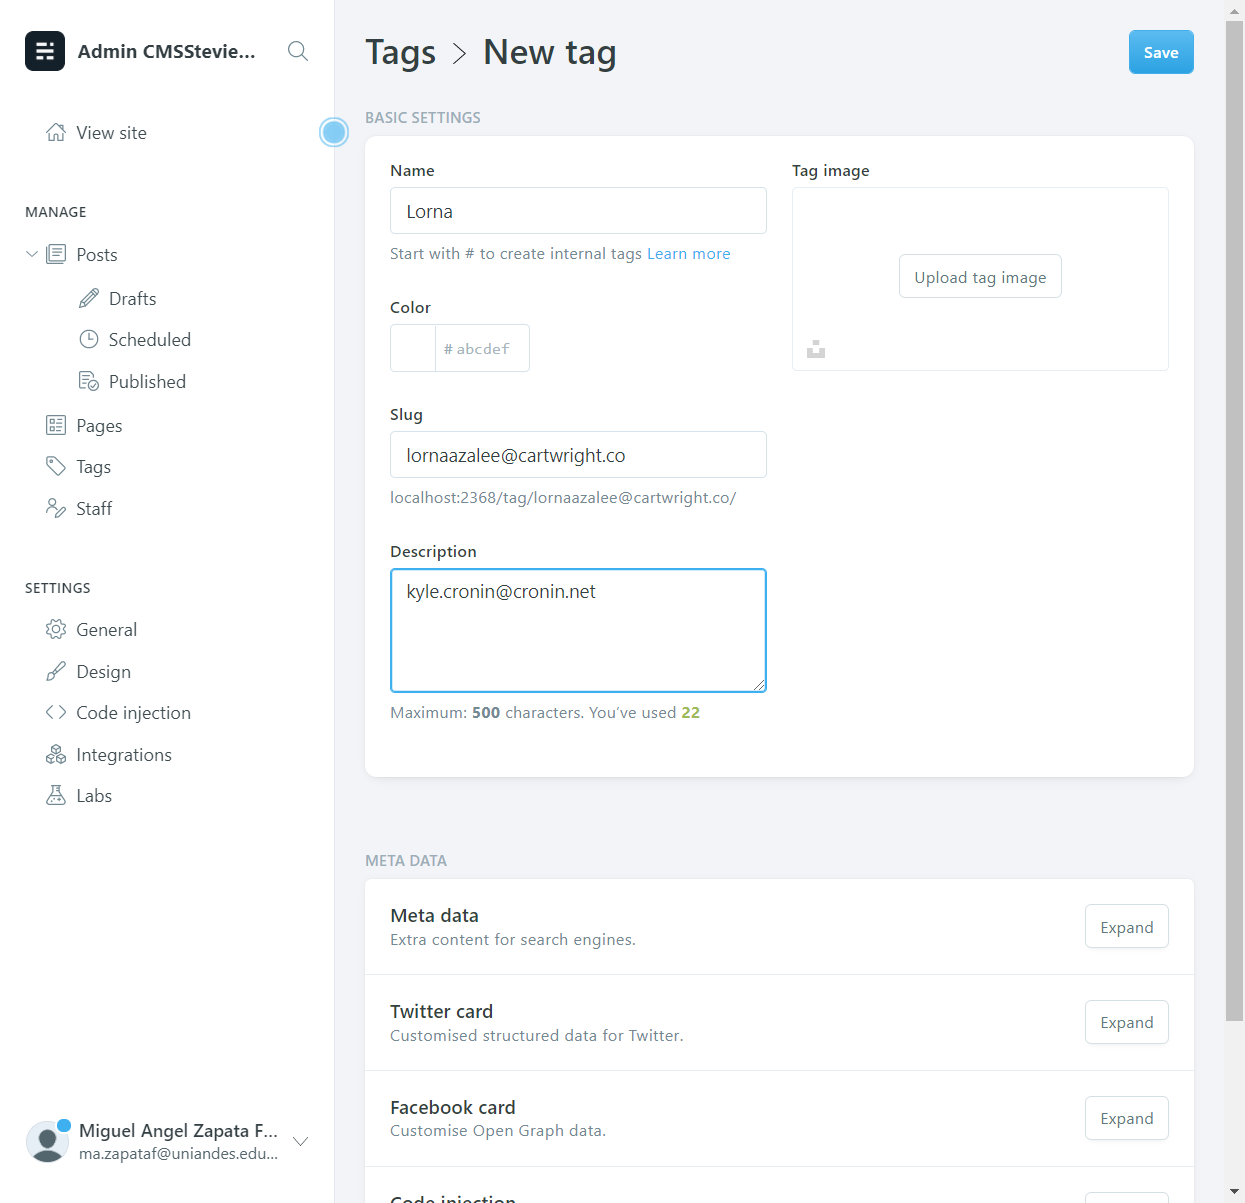 Admin CMSStevie...
View site
MANAGE
Posts
Drafts
Scheduled
Published
Pages
Tags
Staff
SETTINGS
General
Design
Code injection
Integrations
Labs
Miguel Angel Zapata F...
ma.zapataf@uniandes.edu...
Tags > New tag
Save
BASIC SETTINGS
Name
Lorna
Start with # to create internal tags Learn more
Color
# abcdef
Slug
lornaazalee@cartwright.co
localhost:2368/tag/lornaazalee@cartwright.co/
Description
kyle.cronin@cronin.net
Maximum: 500 characters. You’ve used 22
Tag image
Upload tag image
META DATA
Meta data
Extra content for search engines.
Expand
Twitter card
Customised structured data for Twitter.
Expand
Facebook card
Customise Open Graph data.
Expand
Code injection